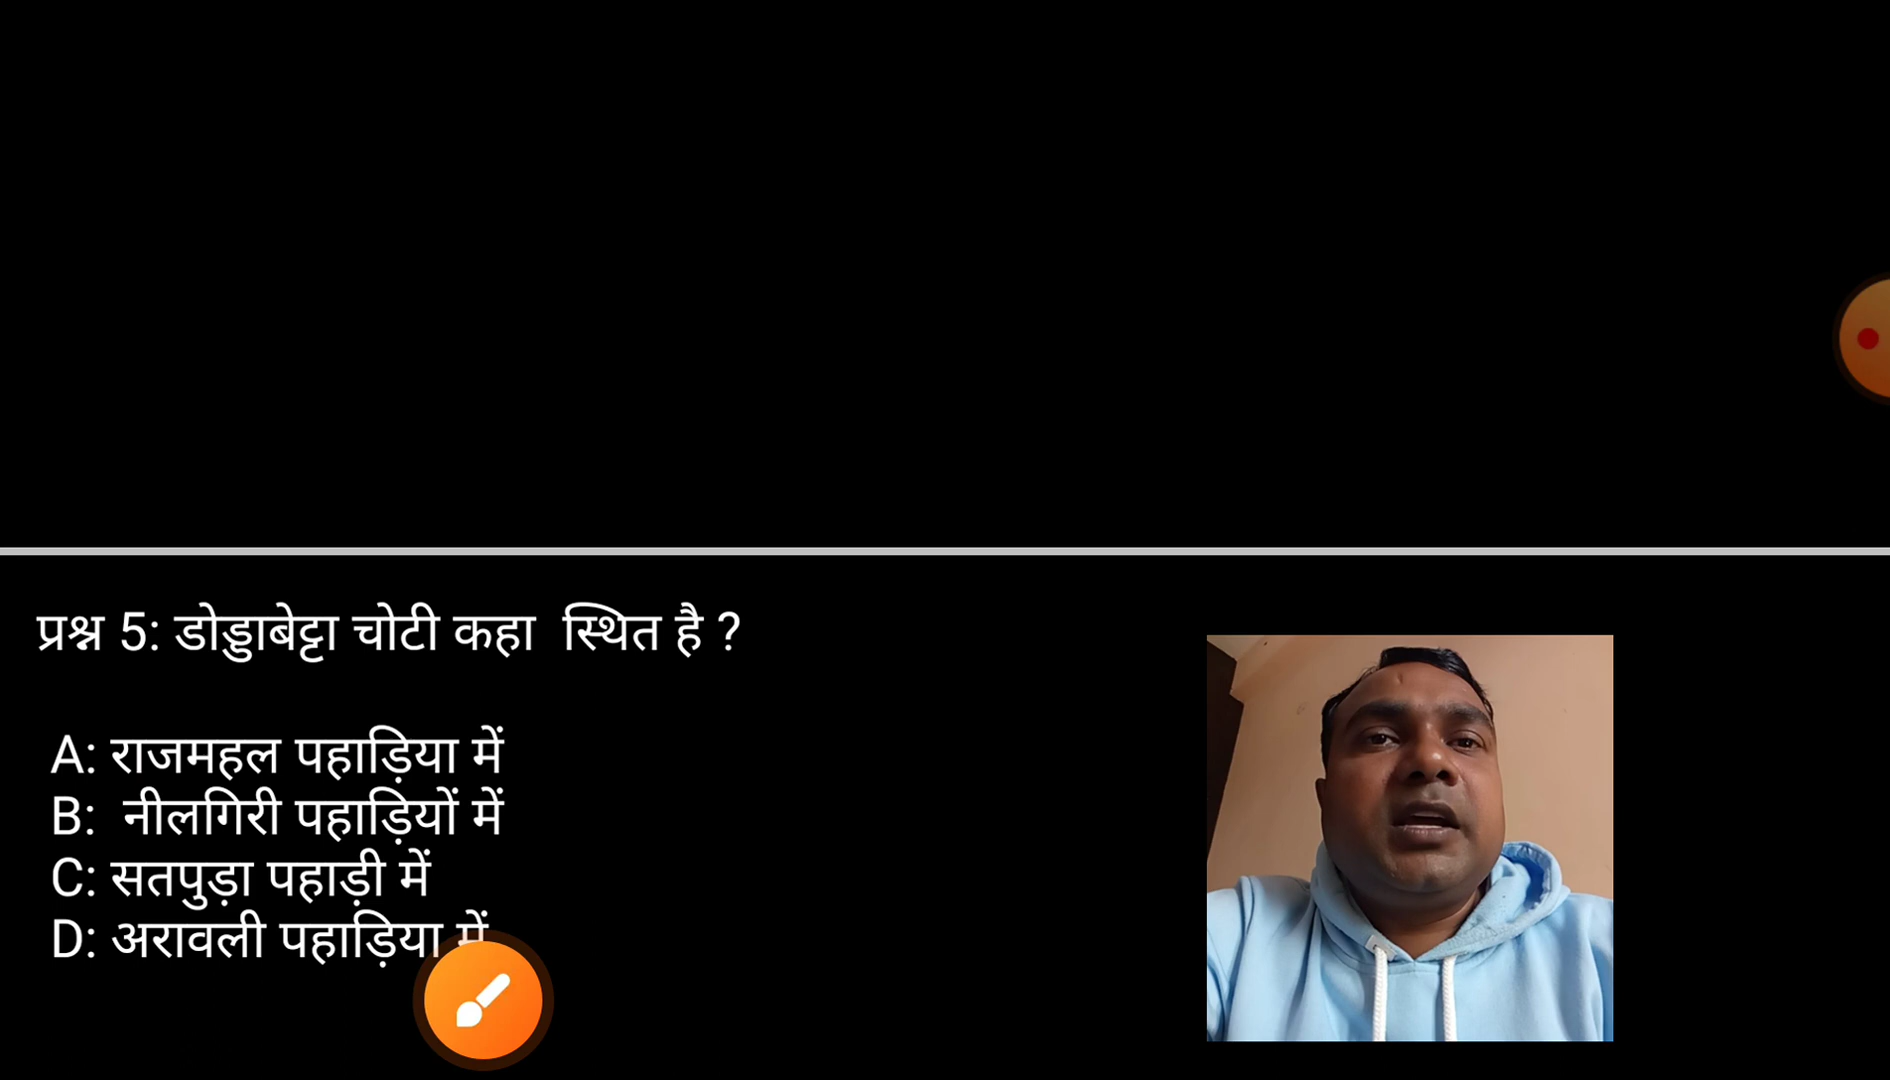 प्रश्न 5: डोड्डाबेट्टा चोटी कहा स्थित है ?
A: राजमहल पहाड़िया में
B: नीलगिरी पहाड़ियों में
C: सतपुड़ा पहाड़ी में
D: अरावली पहाड़िया में